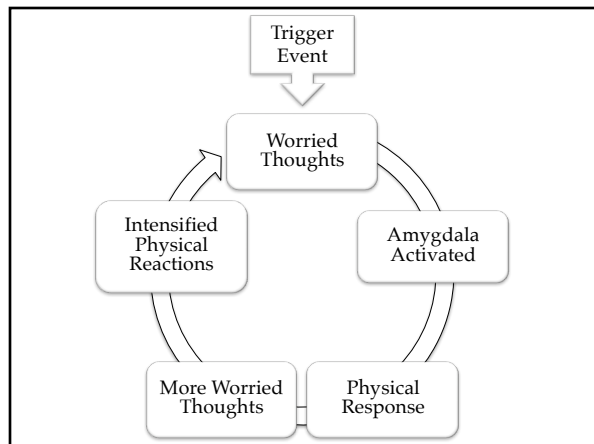 Trigger
Event
Worried
Thoughts
Amygdala
Activated
Physical
Response
More Worried
Thoughts
Intensified
Physical
Reactions